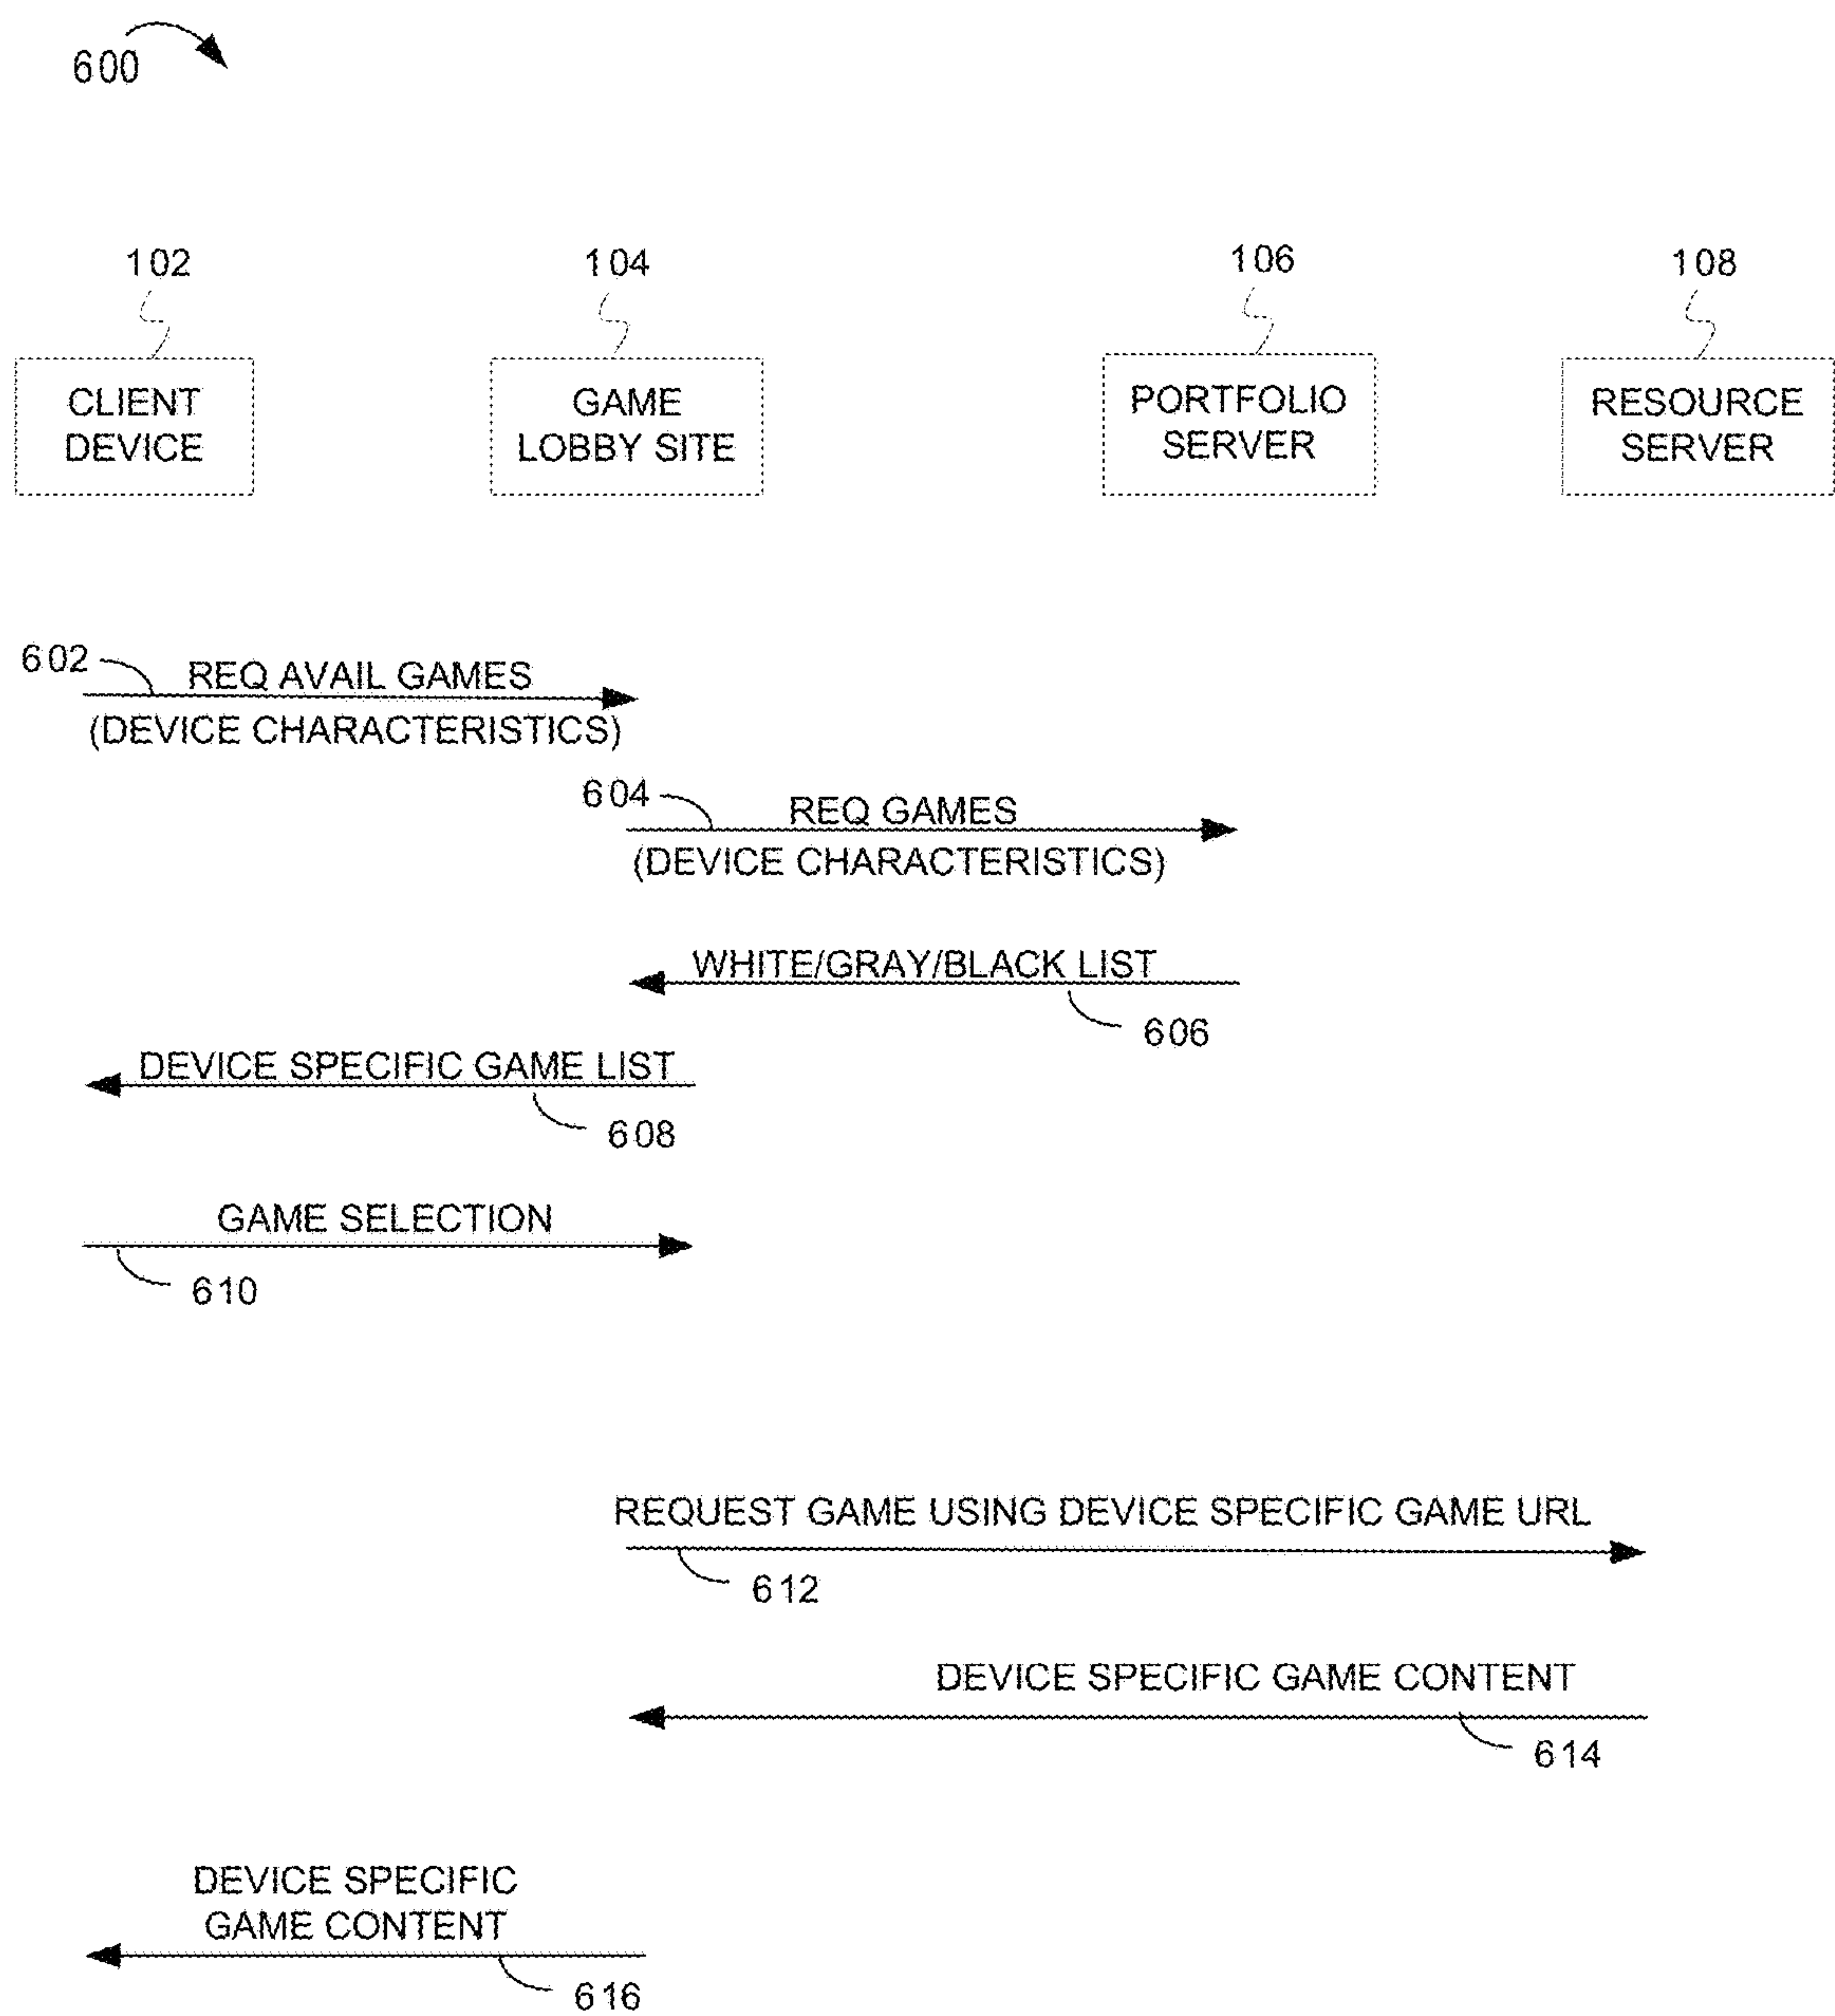 600
102
104
106
108
CLIENT
DEVICE
GAME
LOBBY SITE
PORTFOLIO
SERVER
RESOURCE
SERVER
602
REQ AVAIL GAMES
(DEVICE CHARACTERISTICS)
604
REQ GAMES
(DEVICE CHARACTERISTICS)
WHITE/GRAY/BLACK LIST
606
DEVICE SPECIFIC GAME LIST
608
GAME SELECTION
610
REQUEST GAME USING DEVICE SPECIFIC GAME URL
612
DEVICE SPECIFIC GAME CONTENT
614
DEVICE SPECIFIC
GAME CONTENT
616